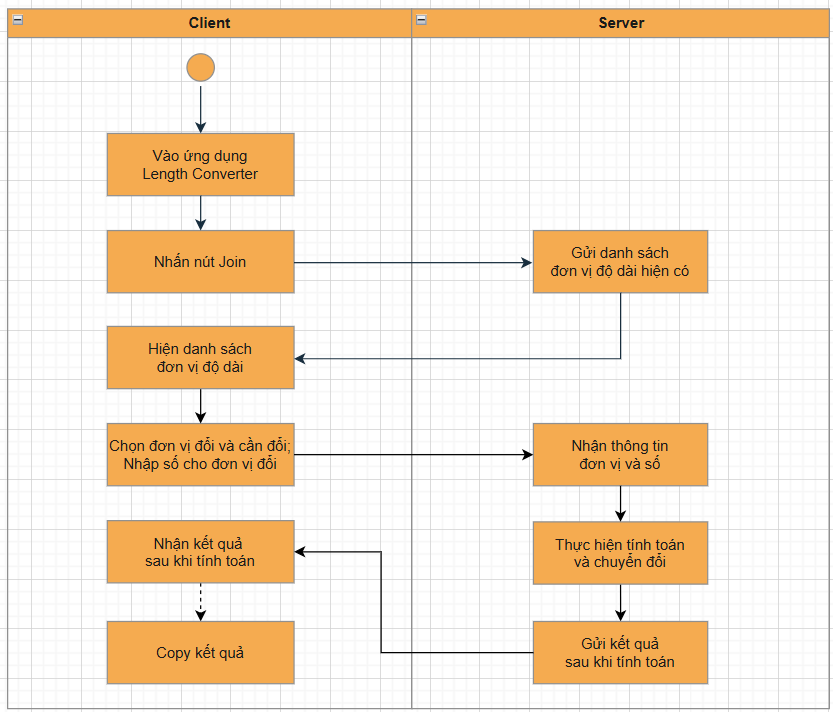 Client
Server
Vào ứng dụng
Length Converter
Nhấn nút Join
Gửi danh sách
đơn vị độ dài hiện có
Hiện danh sách
đơn vị độ dài
Chọn đơn vị đổi và cần đổi;
Nhập số cho đơn vị đổi
Nhận thông tin
đơn vị và số
Nhận kết quả
sau khi tính toán
Thực hiện tính toán
và chuyển đổi
Copy kết quả
Gửi kết quả
sau khi tính toán